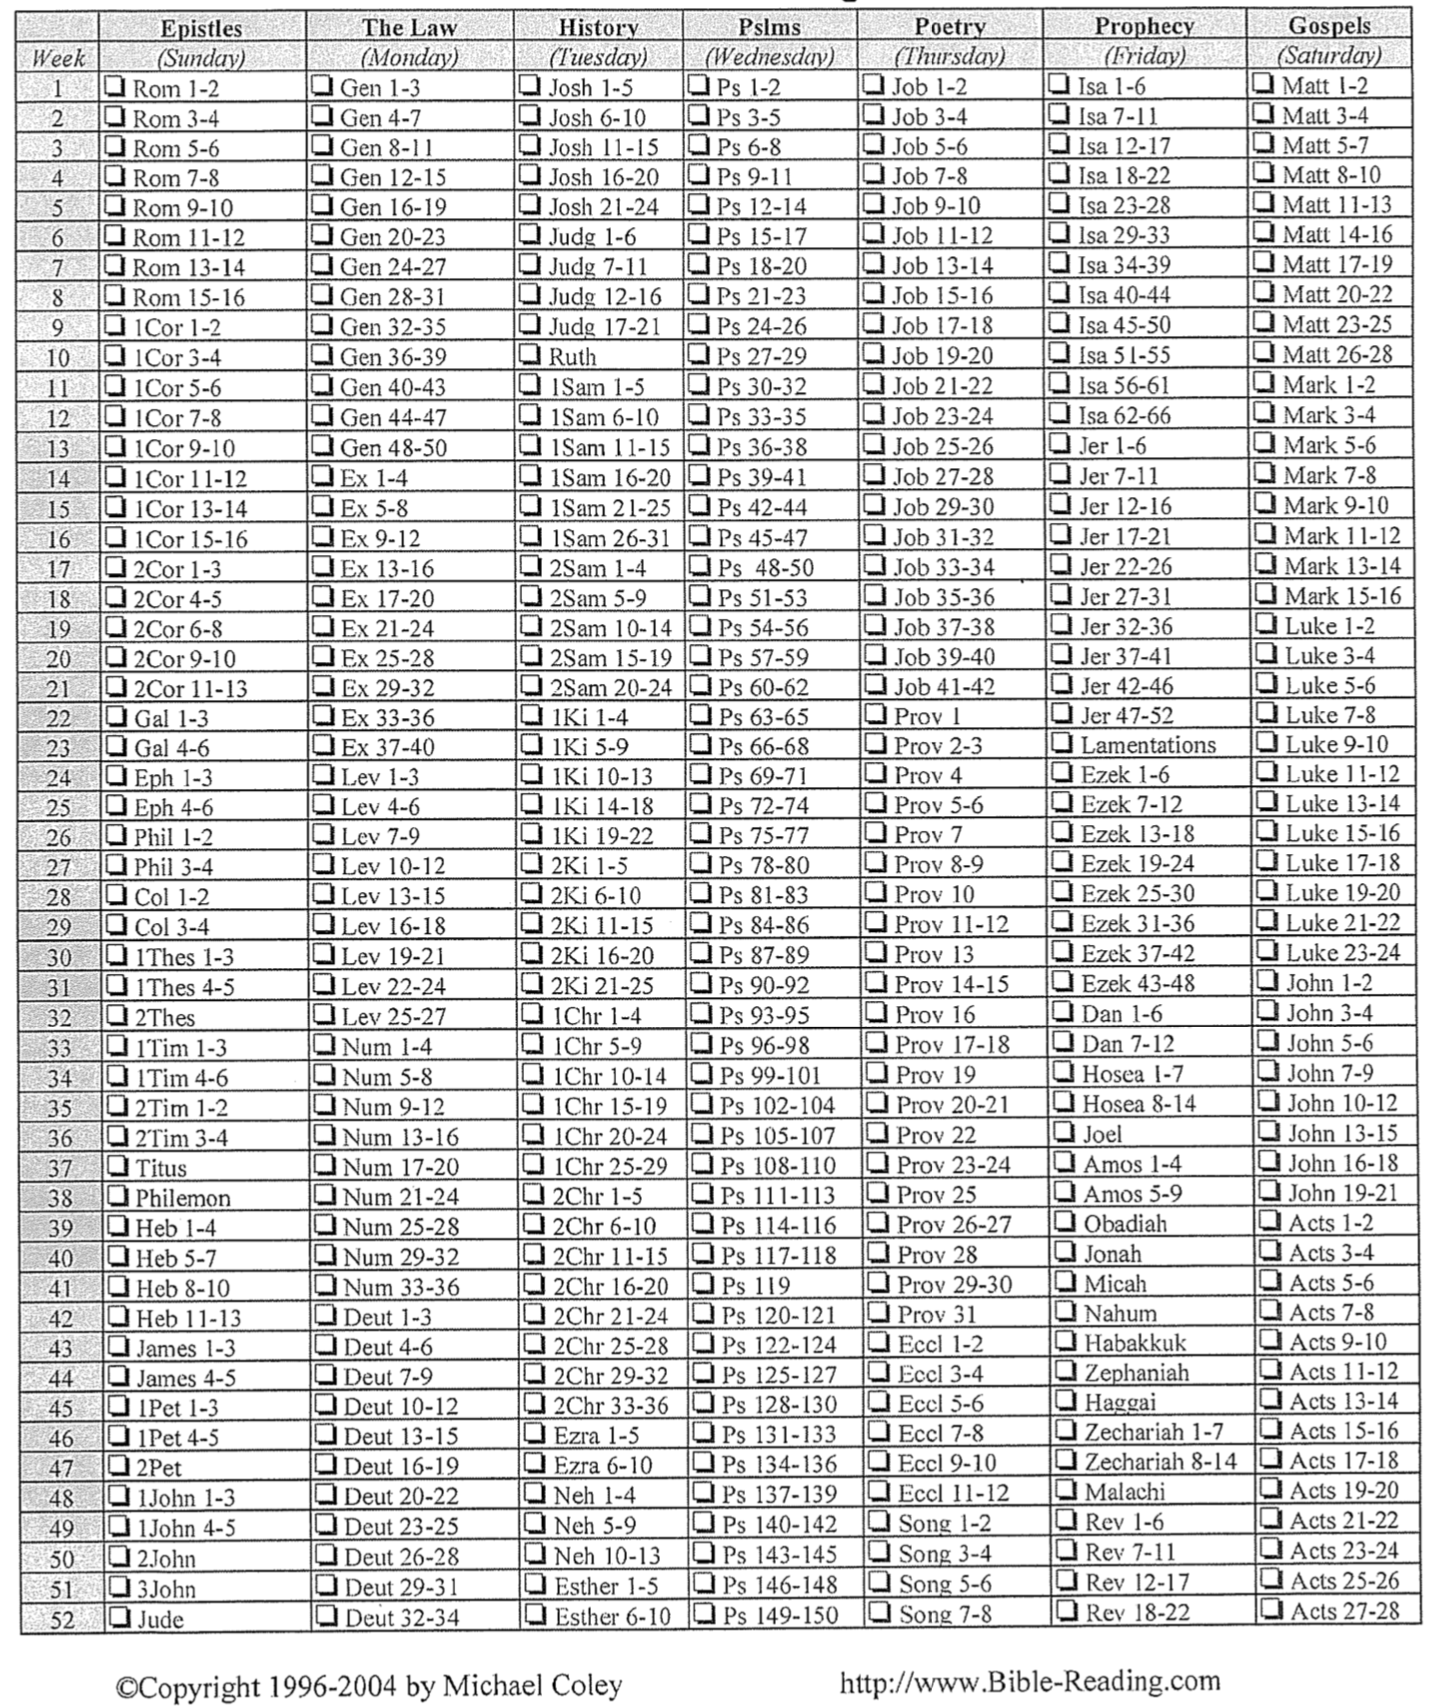 Epistles The Law History Pslms Poetry Prophecy Gospels
Week (Sunday) (Monday) (Tuesday) (Wednesday) (Thursday) (Friday) (Saturday)
1 Rom 1-2 Gen 1-3 Josh 1-5 Ps 1-2 Job 1-2 Isa 1-6 Matt 1-2
2 Rom 3-4 Gen 4-7 Josh 6-10 Ps 3-5 Job 3-4 Isa 7-11 Matt 3-4
3 Rom 5-6 Gen 8-11 Josh 11-15 Ps 6-8 Job 5-6 Isa 12-17 Matt 5-7
4 Rom 7-8 Gen 12-15 Josh 16-20 Ps 9-11 Job 7-8 Isa 18-22 Matt 8-10
5 Rom 9-10 Gen 16-19 Josh 21-24 Ps 12-14 Job 9-10 Isa 23-28 Matt 11-13
6 Rom 11-12 Gen 20-23 Judg 1-6 Ps 15-17 Job 11-12 Isa 29-33 Matt 14-16
7 Rom 13-14 Gen 24-27 Judg 7-11 Ps 18-20 Job 13-14 Isa 34-39 Matt 17-19
8 Rom 15-16 Gen 28-31 Judg 12-16 Ps 21-23 Job 15-16 Isa 40-44 Matt 20-22
9 1Cor 1-2 Gen 32-35 Judg 17-21 Ps 24-26 Job 17-18 Isa 45-50 Matt 23-25
10 1Cor 3-4 Gen 36-39 Ruth Ps 27-29 Job 19-20 Isa 51-55 Matt 26-28
11 1Cor 5-6 Gen 40-43 1Sam 1-5 Ps 30-32 Job 21-22 Isa 56-61 Mark 1-2
12 1Cor 7-8 Gen 44-47 1Sam 6-10 Ps 33-35 Job 23-24 Isa 62-66 Mark 3-4
13 1Cor 9-10 Gen 48-50 1Sam 11-15 Ps 36-38 Job 25-26 Jer 1-6 Mark 5-6
14 1Cor 11-12 Ex 1-4 1Sam 16-20 Ps 39-41 Job 27-28 Jer 7-11 Mark 7-8
15 1Cor 13-14 Ex 5-8 1Sam 21-25 Ps 42-44 Job 29-30 Jer 12-16 Mark 9-10
16 1Cor 15-16 Ex 9-12 1Sam 26-31 Ps 45-47 Job 31-32 Jer 17-21 Mark 11-12
17 2Cor 1-3 Ex 13-16 2Sam 1-4 Ps 48-50 Job 33-34 Jer 22-26 Mark 13-14
18 2Cor 4-5 Ex 17-20 2Sam 5-9 Ps 51-53 Job 35-36 Jer 27-31 Mark 15-16
19 2Cor 6-8 Ex 21-24 2Sam 10-14 Ps 54-56 Job 37-38 Jer 32-36 Luke 1-2
20 2Cor 9-10 Ex 25-28 2Sam 15-19 Ps 57-59 Job 39-40 Jer 37-41 Luke 3-4
21 2Cor 11-13 Ex 29-32 2Sam 20-24 Ps 60-62 Job 41-42 Jer 42-46 Luke 5-6
22 Gal 1-3 Ex 33-36 1Ki 1-4 Ps 63-65 Prov 1 Jer 47-52 Luke 7-8
23 Gal 4-6 Ex 37-40 1Ki 5-9 Ps 66-68 Prov 2-3 Lamentations Luke 9-10
24 Eph 1-3 Lev 1-3 1Ki 10-13 Ps 69-71 Prov 4 Ezek 1-6 Luke 11-12
25 Eph 4-6 Lev 4-6 1Ki 14-18 Ps 72-74 Prov 5-6 Ezek 7-12 Luke 13-14
26 Phil 1-2 Lev 7-9 1Ki 19-22 Ps 75-77 Prov 7 Ezek 13-18 Luke 15-16
27 Phil 3-4 Lev 10-12 2Ki 1-5 Ps 78-80 Prov 8-9 Ezek 19-24 Luke 17-18
28 Col 1-2 Lev 13-15 2Ki 6-10 Ps 81-83 Prov 10 Ezek 25-30 Luke 19-20
29 Col 3-4 Lev 16-18 2Ki 11-15 Ps 84-86 Prov 11-12 Ezek 31-36 Luke 21-22
30 1Thes 1-3 Lev 19-21 2Ki 16-20 Ps 87-89 Prov 13 Ezek 37-42 Luke 23-24
31 1Thes 4-5 Lev 22-24 2Ki 21-25 Ps 90-92 Prov 14-15 Ezek 43-48 John 1-2
32 2Thes Lev 25-27 1Chr 1-4 Ps 93-95 Prov 16 Dan 1-6 John 3-4
33 1Tim 1-3 Num 1-4 1Chr 5-9 Ps 96-98 Prov 17-18 Dan 7-12 John 5-6
34 1Tim 4-6 Num 5-8 1Chr 10-14 Ps 99-101 Prov 19 Hosea 1-7 John 7-9
35 2Tim 1-2 Num 9-12 1Chr 15-19 Ps 102-104 Prov 20-21 Hosea 8-14 John 10-12
36 2Tim 3-4 Num 13-16 1Chr 20-24 Ps 105-107 Prov 22 Joel John 13-15
37 Titus Num 17-20 1Chr 25-29 Ps 108-110 Prov 23-24 Amos 1-4 John 16-18
38 Philemon Num 21-24 2Chr 1-5 Ps 111-113 Prov 25 Amos 5-9 John 19-21
39 Heb 1-4 Num 25-28 2Chr 6-10 Ps 114-116 Prov 26-27 Obadiah Acts 1-2
40 Heb 5-7 Num 29-32 2Chr 11-15 Ps 117-118 Prov 28 Jonah Acts 3-4
41 Heb 8-10 Num 33-36 2Chr 16-20 Ps 119 Prov 29-30 Micah Acts 5-6
42 Heb 11-13 Deut 1-3 2Chr 21-24 Ps 120-121 Prov 31 Nahum Acts 7-8
43 James 1-3 Deut 4-6 2Chr 25-28 Ps 122-124 Eccl 1-2 Habakkuk Acts 9-10
44 James 4-5 Deut 7-9 2Chr 29-32 Ps 125-127 Eccl 3-4 Zephaniah Acts 11-12
45 1Pet 1-3 Deut 10-12 2Chr 33-36 Ps 128-130 Eccl 5-6 Haggai Acts 13-14
46 1Pet 4-5 Deut 13-15 Ezra 1-5 Ps 131-133 Eccl 7-8 Zechariah 1-7 Acts 15-16
47 2Pet Deut 16-19 Ezra 6-10 Ps 134-136 Eccl 9-10 Zechariah 8-14 Acts 17-18
48 1John 1-3 Deut 20-22 Neh 1-4 Ps 137-139 Eccl 11-12 Malachi Acts 19-20
49 1John 4-5 Deut 23-25 Neh 5-9 Ps 140-142 Song 1-2 Rev 1-6 Acts 21-22
50 2John Deut 26-28 Neh 10-13 Ps 143-145 Song 3-4 Rev 7-11 Acts 23-24
51 3John Deut 29-31 Esther 1-5 Ps 146-148 Song 5-6 Rev 12-17 Acts 25-26
52 Jude Deut 32-34 Esther 6-10 Ps 149-150 Song 7-8 Rev 18-22 Acts 27-28
©Copyright 1996-2004 by Michael Coley http://www.Bible-Reading.com